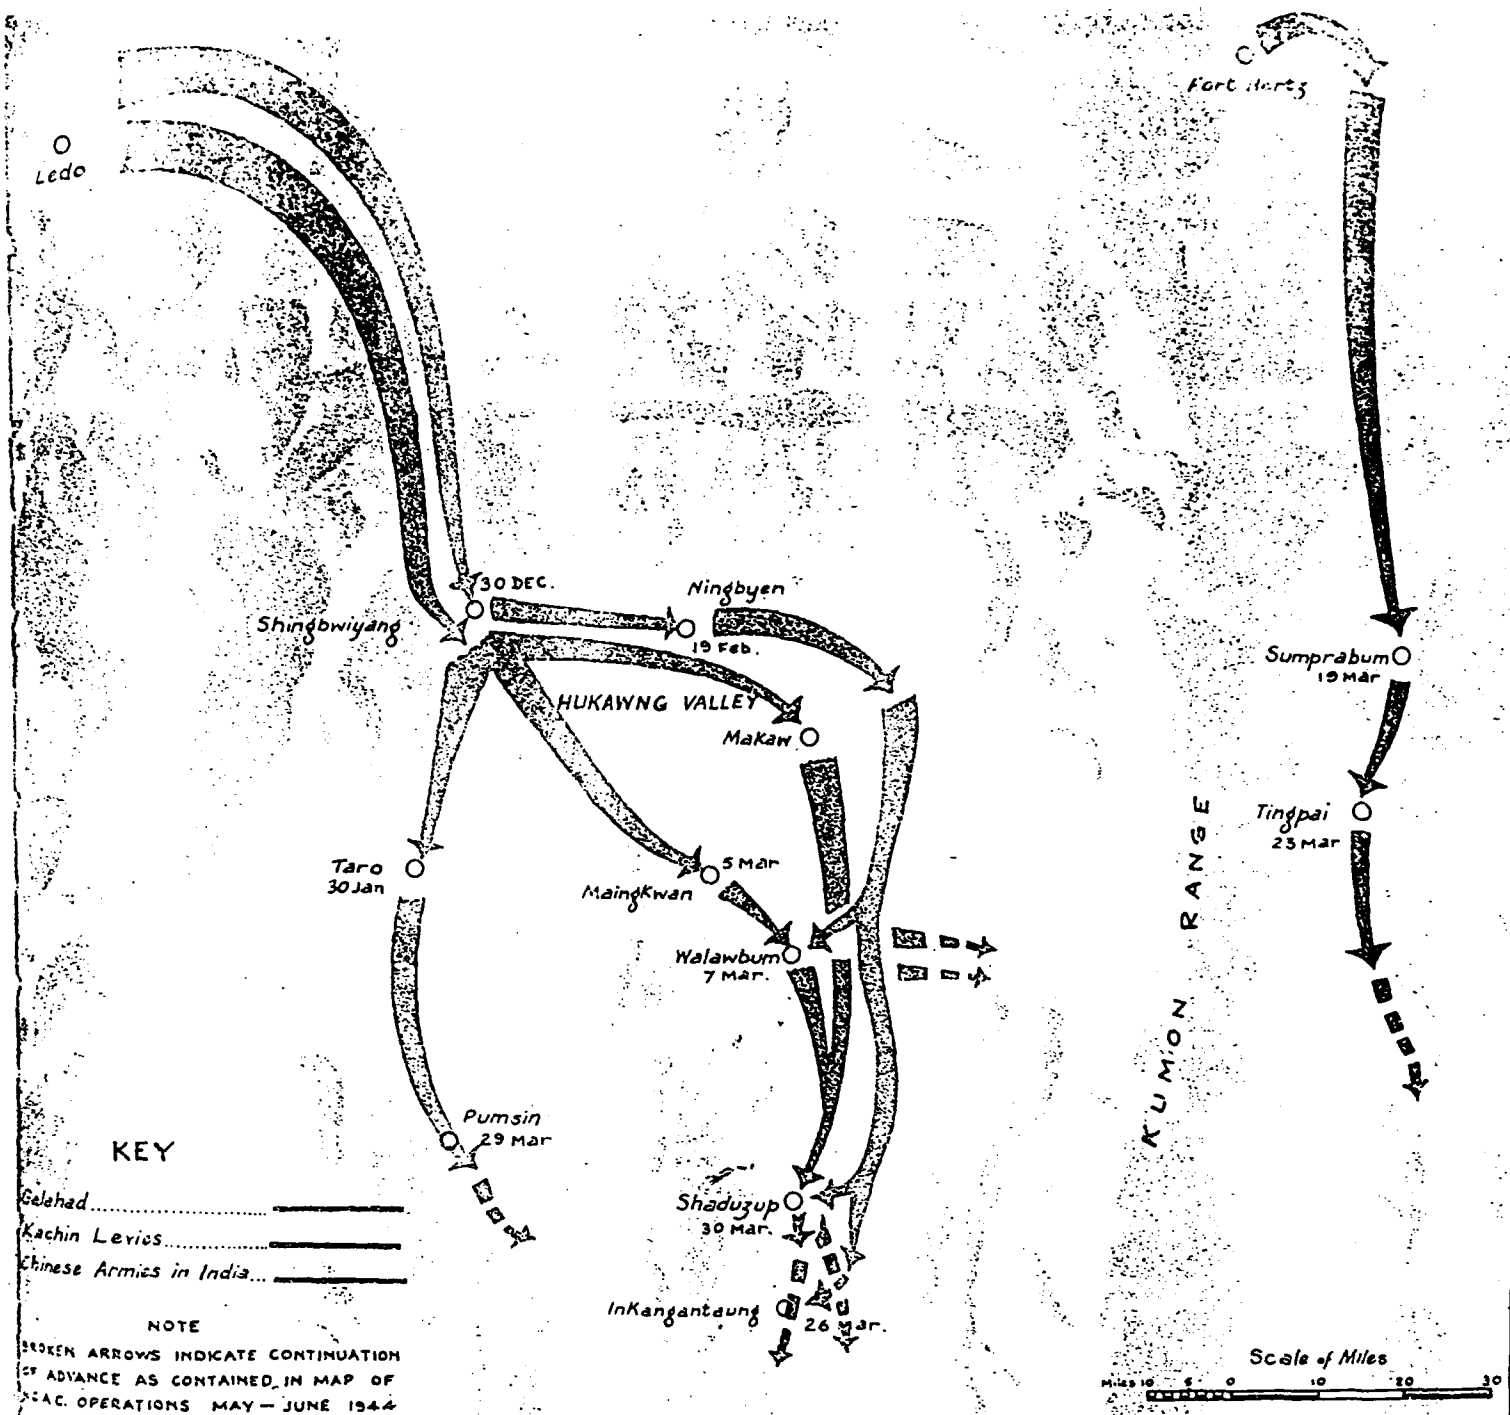 Fort Hertz
Ledo
30 DEC.
Ningbyen
Shingbwiyang
19 Feb.
Sumprabum
19 Mar
HUKAWNG VALLEY
Makaw
Tingpai
23 Mar
Taro
30 Jan
5 Mar
Maingkwan
Walawbum
7 Mar.
KUMON RANGE
Pumsin
29 Mar
KEY
Galahad
Kachin Levies
Chinese Armies in India
Shaduzup
30 Mar.
Inkangantaung
26
NOTE
BROKEN ARROWS INDICATE CONTINUATION
OF ADVANCE AS CONTAINED IN MAP OF
OPERATIONS MAY - JUNE 1944
Scale of Miles
Miles 10 5 0 10 20 30